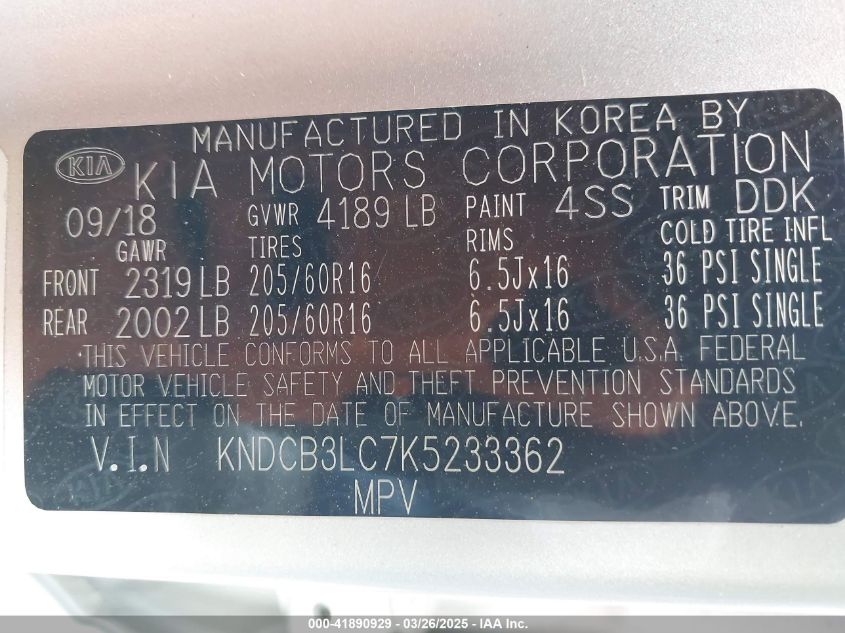 MANUFACTURED IN KOREA BY
KIA KIA MOTORS CORPORATION
09/18 GVWR 4189 LB PAINT 4SS TRIM DDK
GAWR TIRES RIMS COLD TIRE INFL
FRONT 2319 LB 205/60R16 6.5Jx16 36 PSI SINGLE
REAR 2002 LB 205/60R16 6.5Jx16 36 PSI SINGLE
THIS VEHICLE CONFORMS TO ALL APPLICABLE U.S.A. FEDERAL
MOTOR VEHICLE SAFETY AND THEFT PREVENTION STANDARDS
IN EFFECT ON THE DATE OF MANUFACTURE SHOWN ABOVE.
V.I.N KNDCB3LC7K5233362
MPV
000-41890929 - 03/26/2025 - IAA Inc.